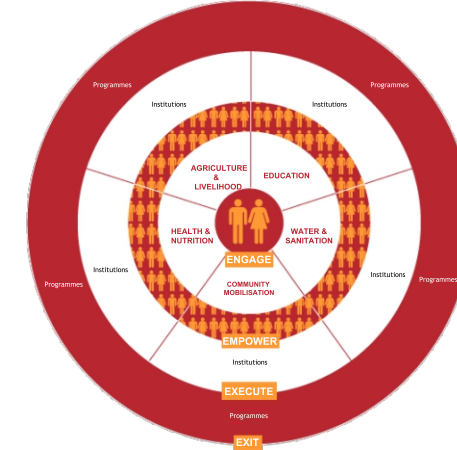 Programmes
Programmes
Institutions
Institutions
AGRICULTURE
&
LIVELIHOOD
EDUCATION
HEALTH &
NUTRITION
WATER &
SANITATION
ENGAGE
Institutions
Institutions
Programmes
Programmes
COMMUNITY
MOBILISATION
EMPOWER
Institutions
EXECUTE
Programmes
EXIT